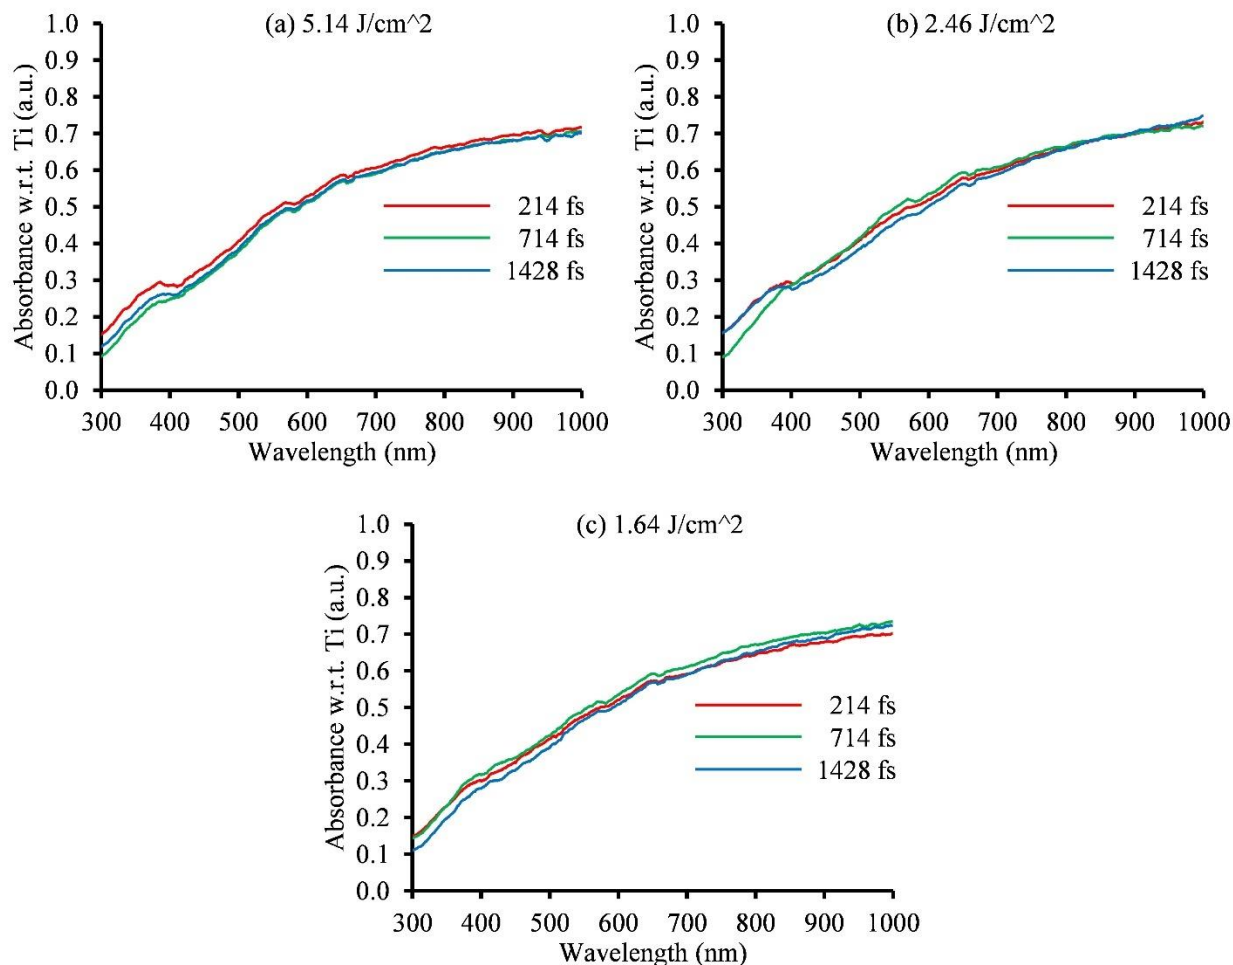 (a) 5.14 J/cm^2
Absorbance w.r.t. Ti (a.u.)
1.0
0.9
0.8
0.7
0.6
0.5
0.4
0.3
0.2
0.1
0.0
214 fs
714 fs
1428 fs
300 400 500 600 700 800 900 1000
Wavelength (nm)
(b) 2.46 J/cm^2
Absorbance w.r.t. Ti (a.u.)
1.0
0.9
0.8
0.7
0.6
0.5
0.4
0.3
0.2
0.1
0.0
214 fs
714 fs
1428 fs
300 400 500 600 700 800 900 1000
Wavelength (nm)
(c) 1.64 J/cm^2
Absorbance w.r.t. Ti (a.u.)
1.0
0.9
0.8
0.7
0.6
0.5
0.4
0.3
0.2
0.1
0.0
214 fs
714 fs
1428 fs
300 400 500 600 700 800 900 1000
Wavelength (nm)